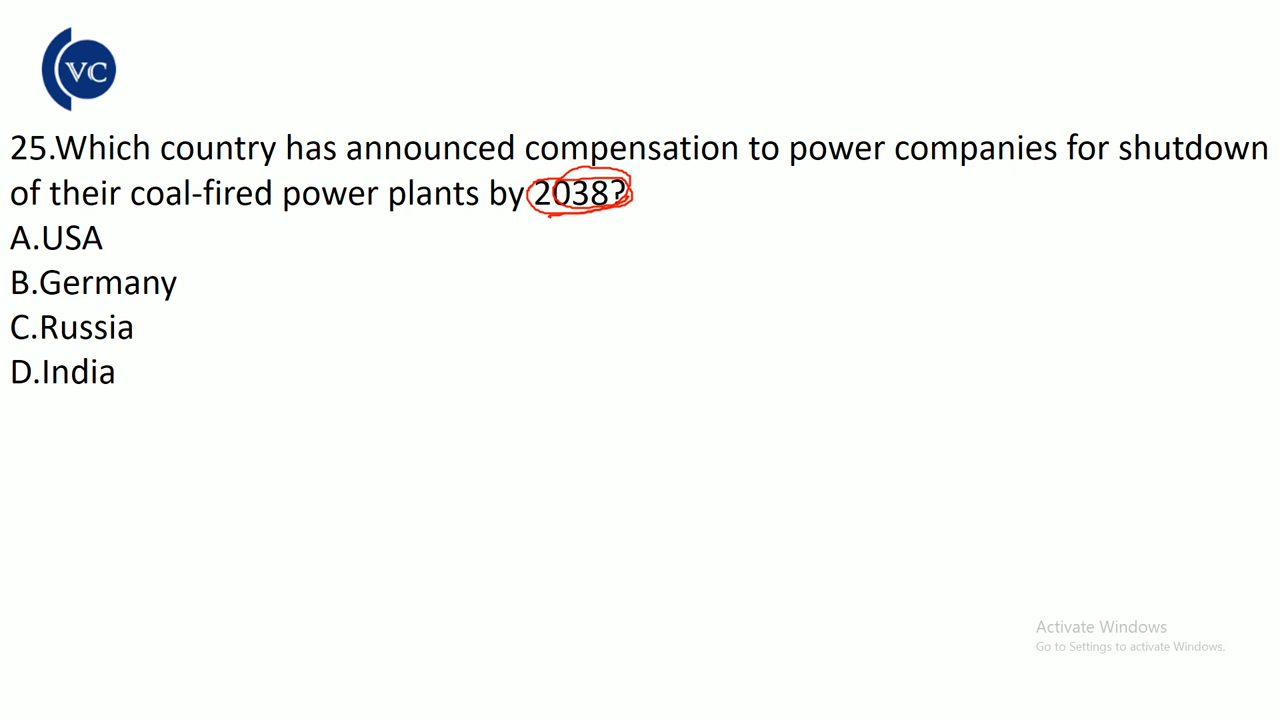 VC
25.Which country has announced compensation to power companies for shutdown
of their coal-fired power plants by 2038?
A.USA
B.Germany
C.Russia
D.India
Activate Windows
Go to Settings to activate Windows.